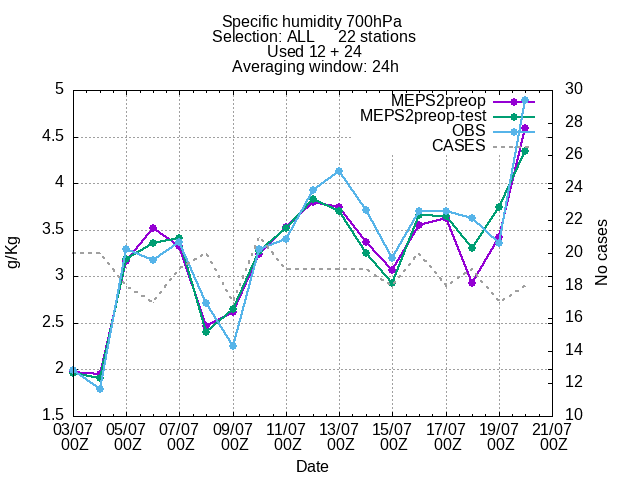 Specific humidity 700hPa
Selection: ALL 22 stations
Used 12 + 24
Averaging window: 24h
MEPS2preop
MEPS2preop-test
OBS
CASES
5
4.5
4
3.5
3
2.5
2
1.5
g/Kg
30
28
26
24
22
20
18
16
14
12
10
No cases
03/07 05/07 07/07 09/07 11/07 13/07 15/07 17/07 19/07 21/07
00Z 00Z 00Z 00Z 00Z 00Z 00Z 00Z 00Z 00Z
Date